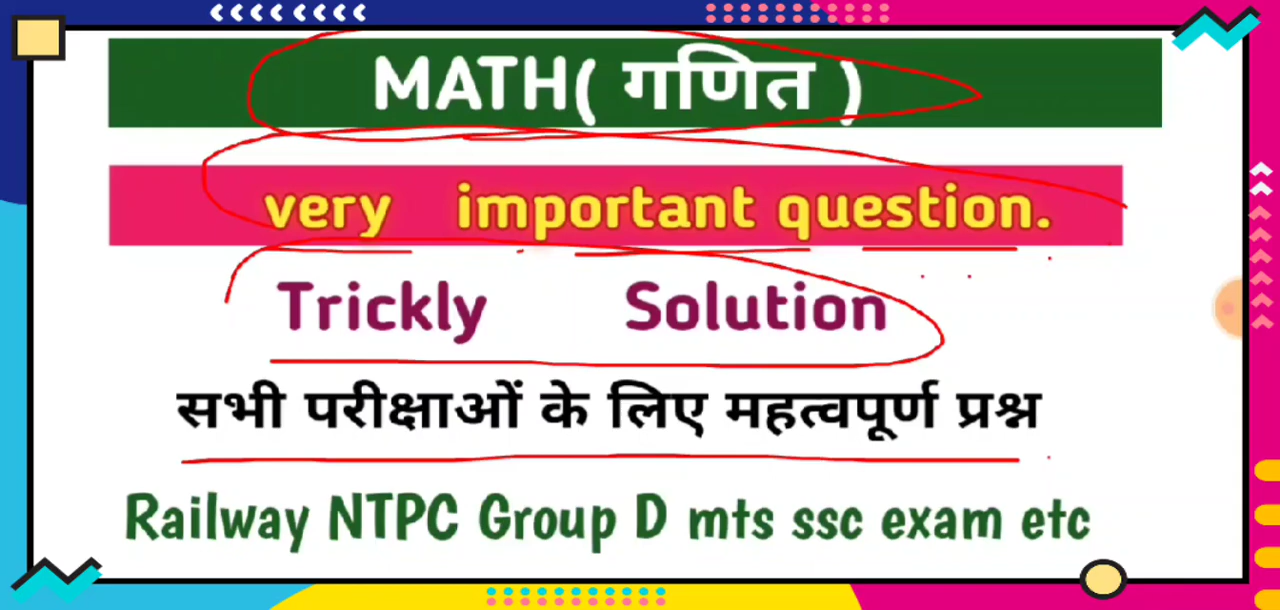 MATH( गणित )
very important question.
Trickly Solution
सभी परीक्षाओं के लिए महत्वपूर्ण प्रश्न
Railway NTPC Group D mts ssc exam etc